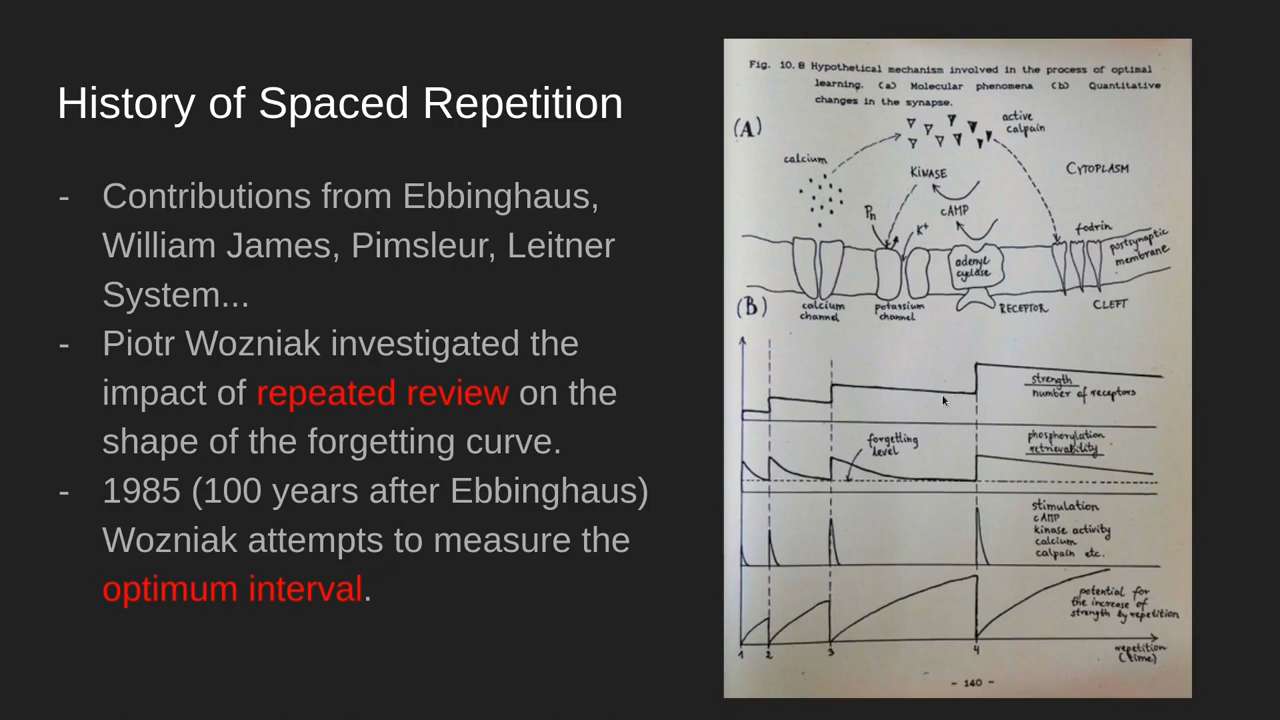 History of Spaced Repetition
- Contributions from Ebbinghaus,
William James, Pimsleur, Leitner
System...
- Piotr Wozniak investigated the
impact of repeated review on the
shape of the forgetting curve.
- 1985 (100 years after Ebbinghaus)
Wozniak attempts to measure the
optimum interval.
Fig. 10.8 Hypothetical mechanism involved in the process of optimal
learning. (a) Molecular phenomena (b) Quantitative
changes in the synapse.
(A)
active
calpain
calcium
KINASE
CYTOPLASM
Ph
cAMP
K+
fodrin
postsynaptic
membrane
adenyl
cyclase
(B)
calcium
channel
potassium
channel
RECEPTOR
CLEFT
strength
number of receptors
forgetting
level
phosphorylation
retrievability
stimulation
cAMP
kinase activity
calcium
calpain etc.
potential for
the increase of
strength by repetition
1 2 3 4
repetition
(time)
- 140 -